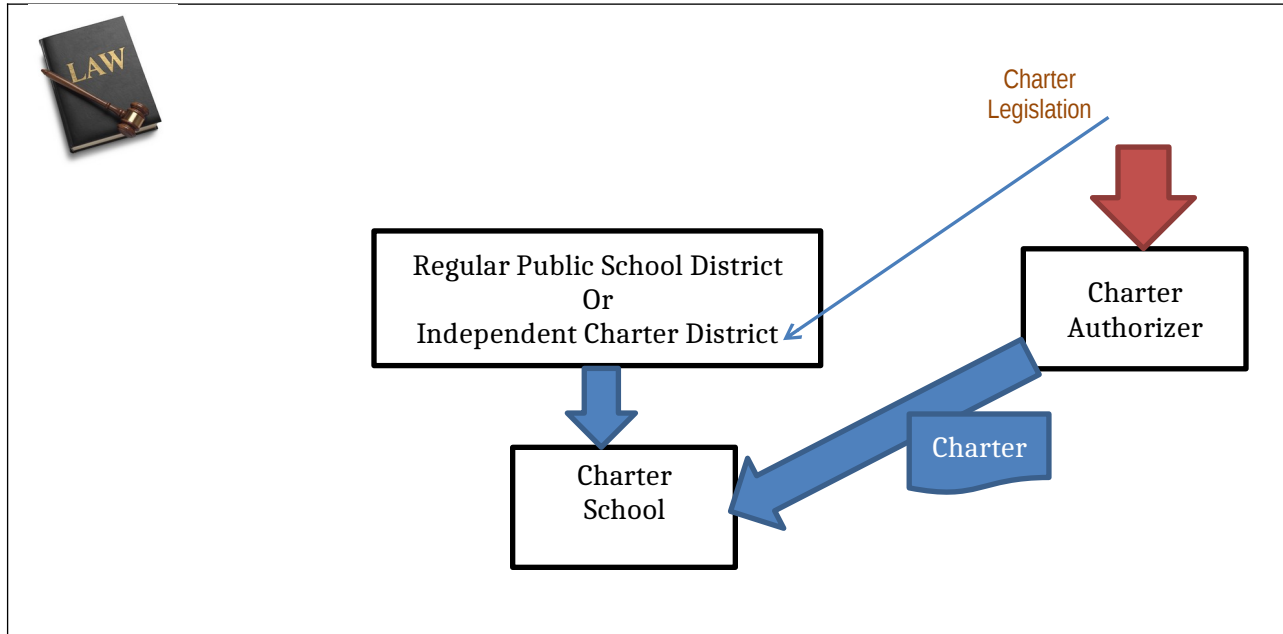 LAW
Charter
Legislation
Regular Public School District
Or
Independent Charter District
Charter
Authorizer
Charter
Charter
School